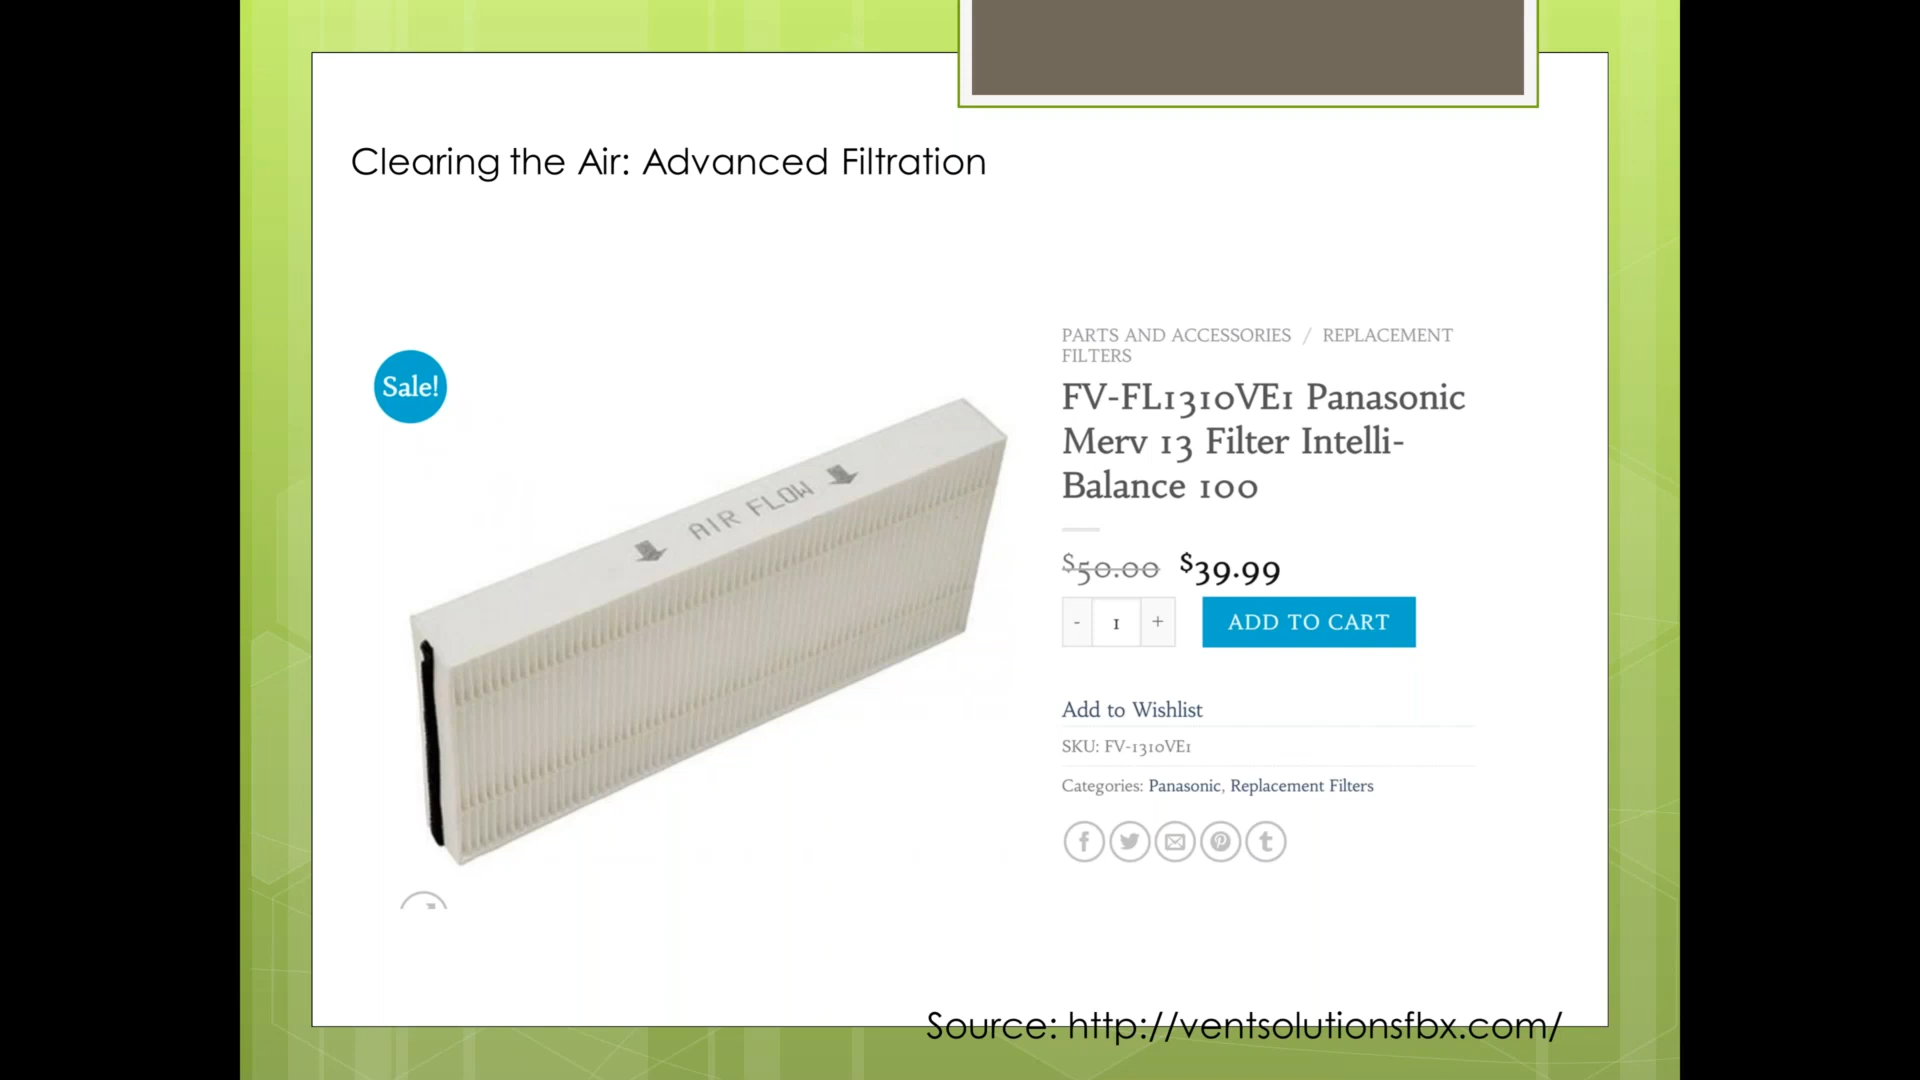 Clearing the Air: Advanced Filtration
Sale!
AIR FLOW
PARTS AND ACCESSORIES / REPLACEMENT
FILTERS
FV-FL1310VE1 Panasonic
Merv 13 Filter Intelli-
Balance 100
$50.00 $39.99
- 1 + ADD TO CART
Add to Wishlist
SKU: FV-1310VE1
Categories: Panasonic, Replacement Filters
Source: http://ventsolutionsfbx.com/